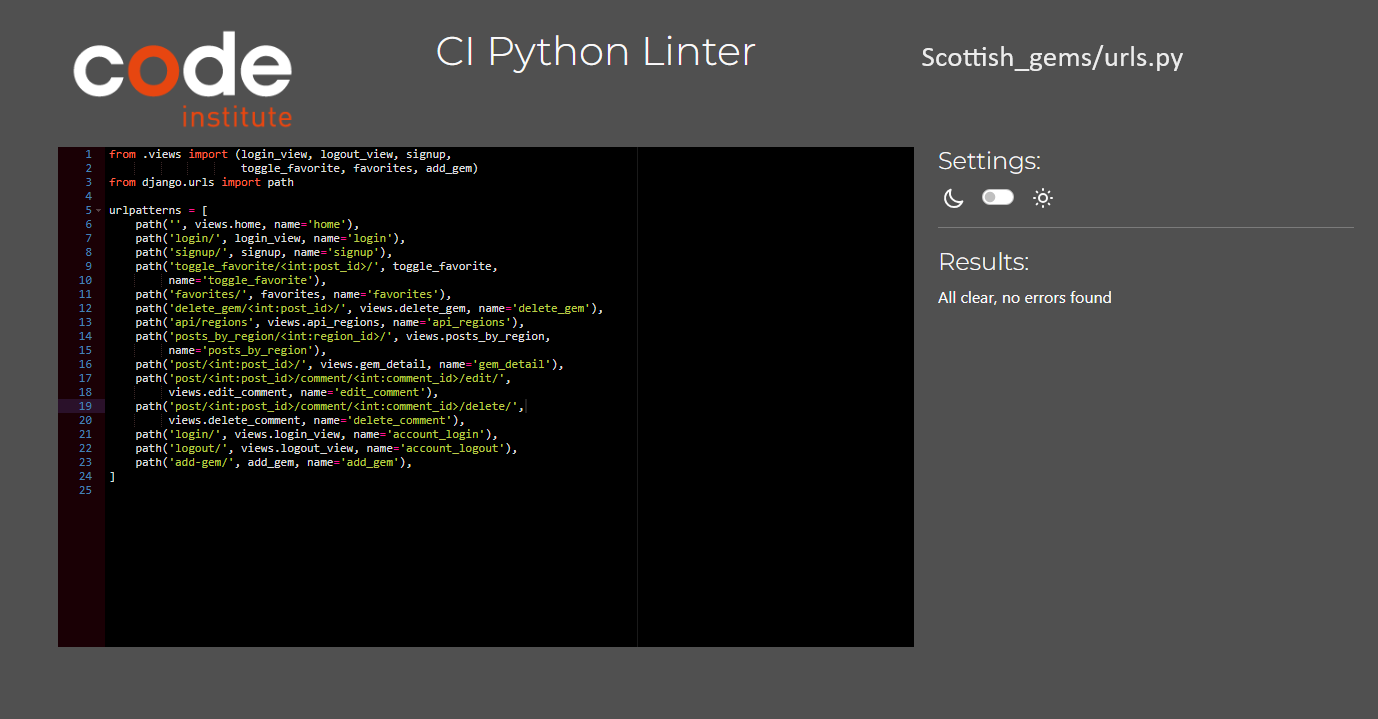 code
institute
CI Python Linter
Scottish_gems/urls.py
1 from .views import (login_view, logout_view, signup,
2 toggle_favorite, favorites, add_gem)
3 from django.urls import path
4
5 urlpatterns = [
6 path('', views.home, name='home'),
7 path('login/', login_view, name='login'),
8 path('signup/', signup, name='signup'),
9 path('toggle_favorite/<int:post_id>/', toggle_favorite,
10 name='toggle_favorite'),
11 path('favorites/', favorites, name='favorites'),
12 path('delete_gem/<int:post_id>/', views.delete_gem, name='delete_gem'),
13 path('api/regions', views.api_regions, name='api_regions'),
14 path('posts_by_region/<int:region_id>/', views.posts_by_region,
15 name='posts_by_region'),
16 path('post/<int:post_id>/', views.gem_detail, name='gem_detail'),
17 path('post/<int:post_id>/comment/<int:comment_id>/edit/',
18 views.edit_comment, name='edit_comment'),
19 path('post/<int:post_id>/comment/<int:comment_id>/delete/',
20 views.delete_comment, name='delete_comment'),
21 path('login/', views.login_view, name='account_login'),
22 path('logout/', views.logout_view, name='account_logout'),
23 path('add-gem/', add_gem, name='add_gem'),
24 ]
25
Settings:
Results:
All clear, no errors found